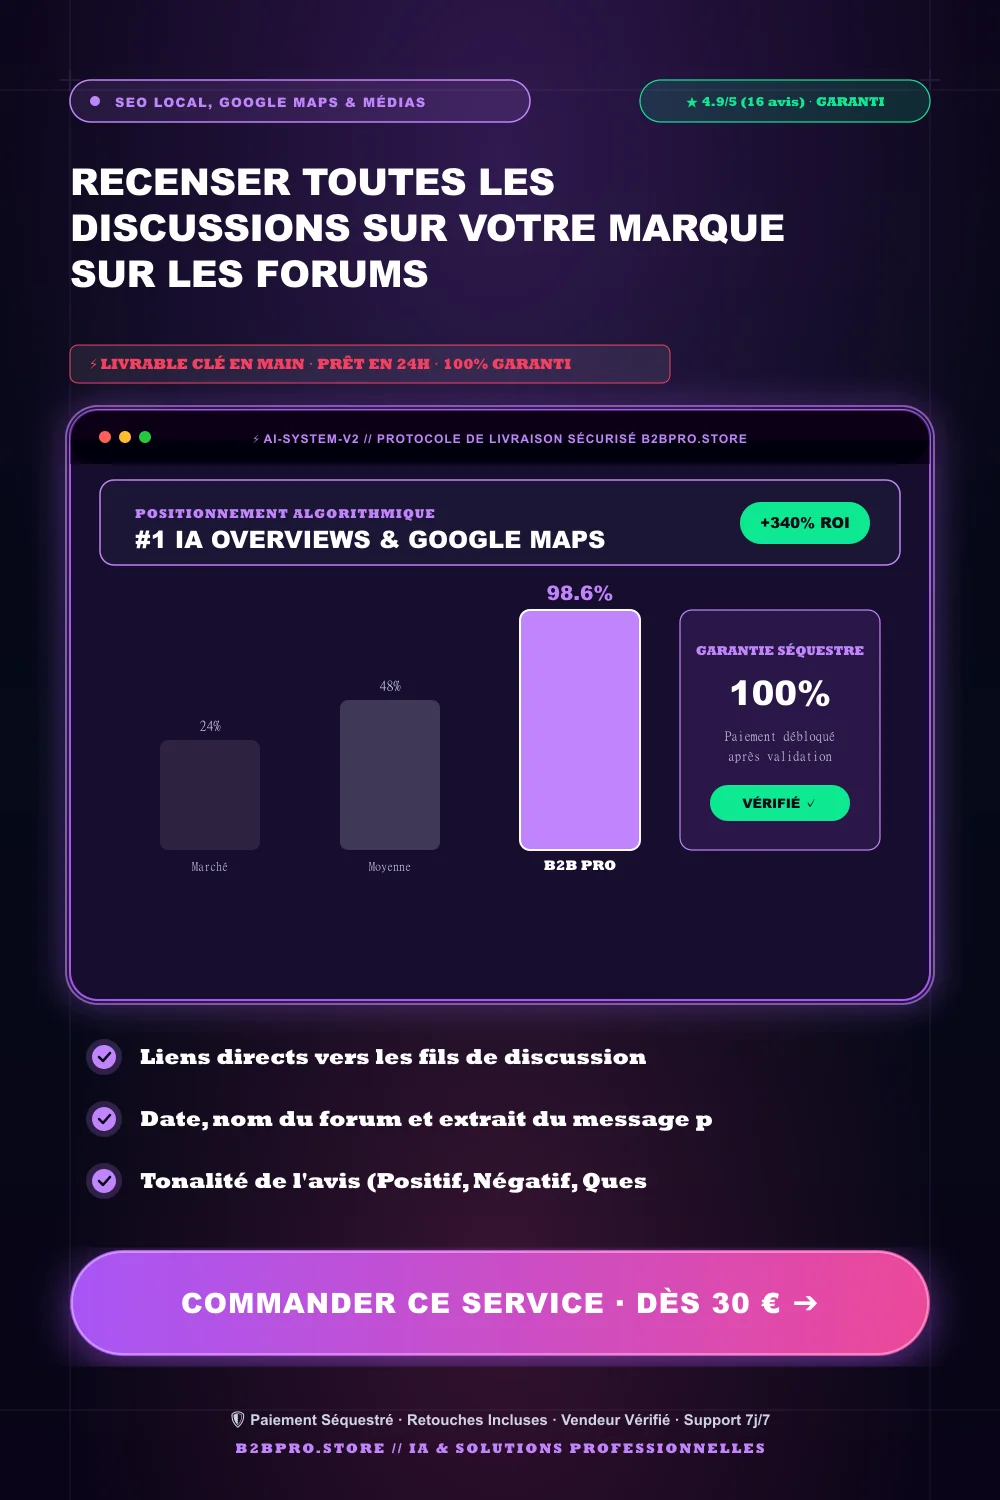 SEO LOCAL, GOOGLE MAPS & MÉDIAS
★ 4.9/5 (16 avis) · GARANTI
RECENSER TOUTES LES
DISCUSSIONS SUR VOTRE MARQUE
SUR LES FORUMS
⚡ LIVRABLE CLÉ EN MAIN · PRÊT EN 24H · 100% GARANTI
⚡ AI-SYSTEM-V2 // PROTOCOLE DE LIVRAISON SÉCURISÉ B2BPRO.STORE
POSITIONNEMENT ALGORITHMIQUE
#1 IA OVERVIEWS & GOOGLE MAPS
+340% ROI
98.6%
48%
24%
GARANTIE SÉQUESTRE
100%
Paiement débloqué
après validation
VÉRIFIÉ ✓
Marché
Moyenne
B2B PRO
Liens directs vers les fils de discussion
Date, nom du forum et extrait du message p
Tonalité de l'avis (Positif, Négatif, Ques
COMMANDER CE SERVICE · DÈS 30 € →
🛡 Paiement Séquestré · Retouches Incluses · Vendeur Vérifié · Support 7j/7
B2BPRO.STORE // IA & SOLUTIONS PROFESSIONNELLES